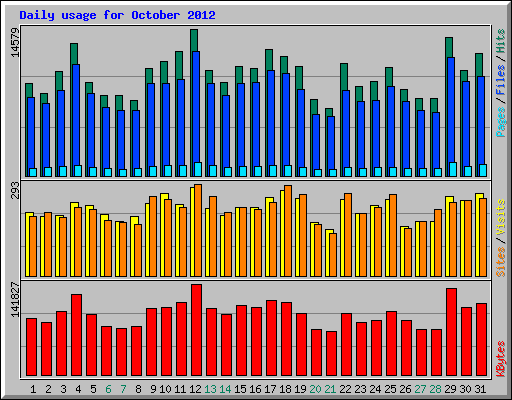 Daily usage for October 2012
14579
Pages / Files / Hits
293
Sites / Visits
141827
KBytes
1 2 3 4 5 6 7 8 9 10 11 12 13 14 15 16 17 18 19 20 21 22 23 24 25 26 27 28 29 30 31